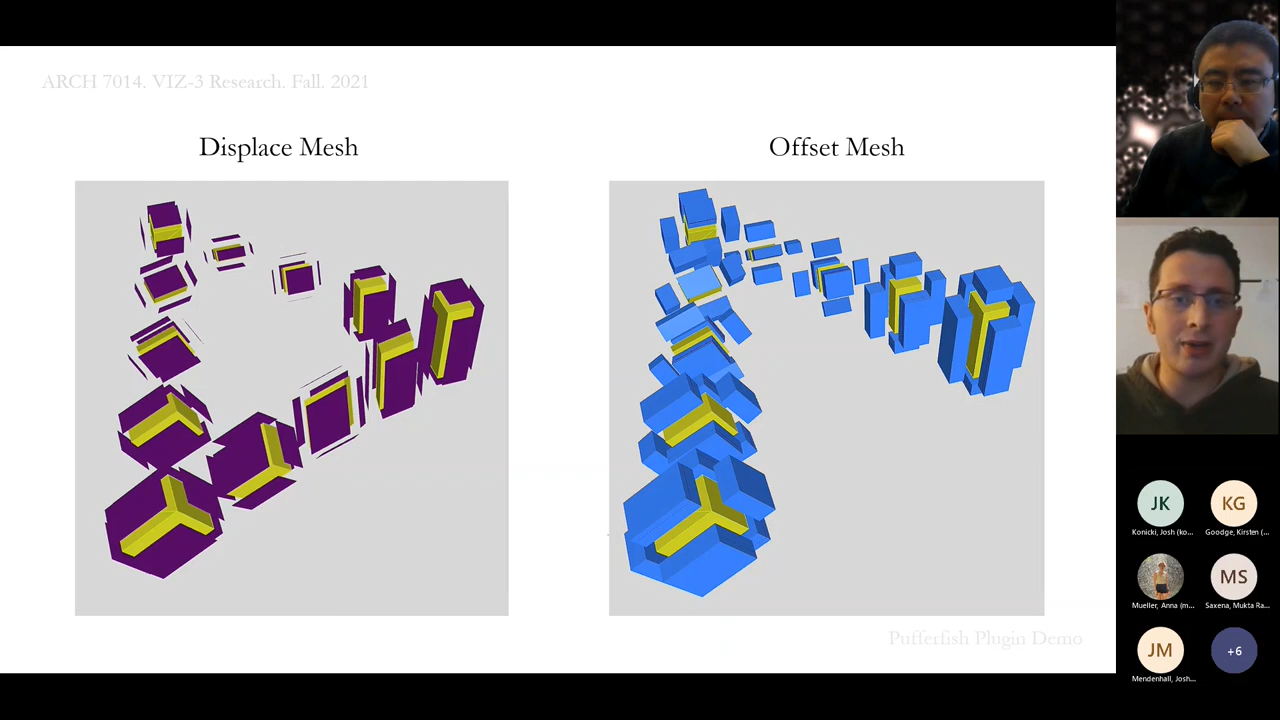 ARCH 7014. VIZ-3 Research. Fall. 2021
Displace Mesh
Offset Mesh
Pufferfish Plugin Demo
JK
KG
Konicki, Josh (ko...
Goodge, Kirsten (...
MS
Mueller, Anna (m...
Saxena, Mukta Ra...
JM
+6
Mendenhall, Josh...